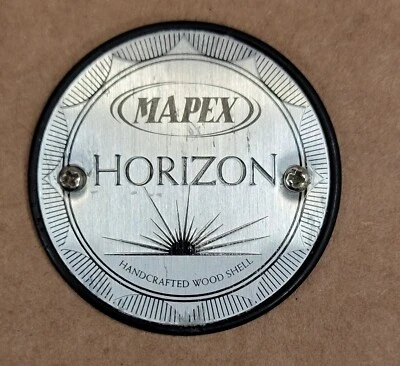 MAPEX
HORIZON
HANDCRAFTED WOOD SHELL